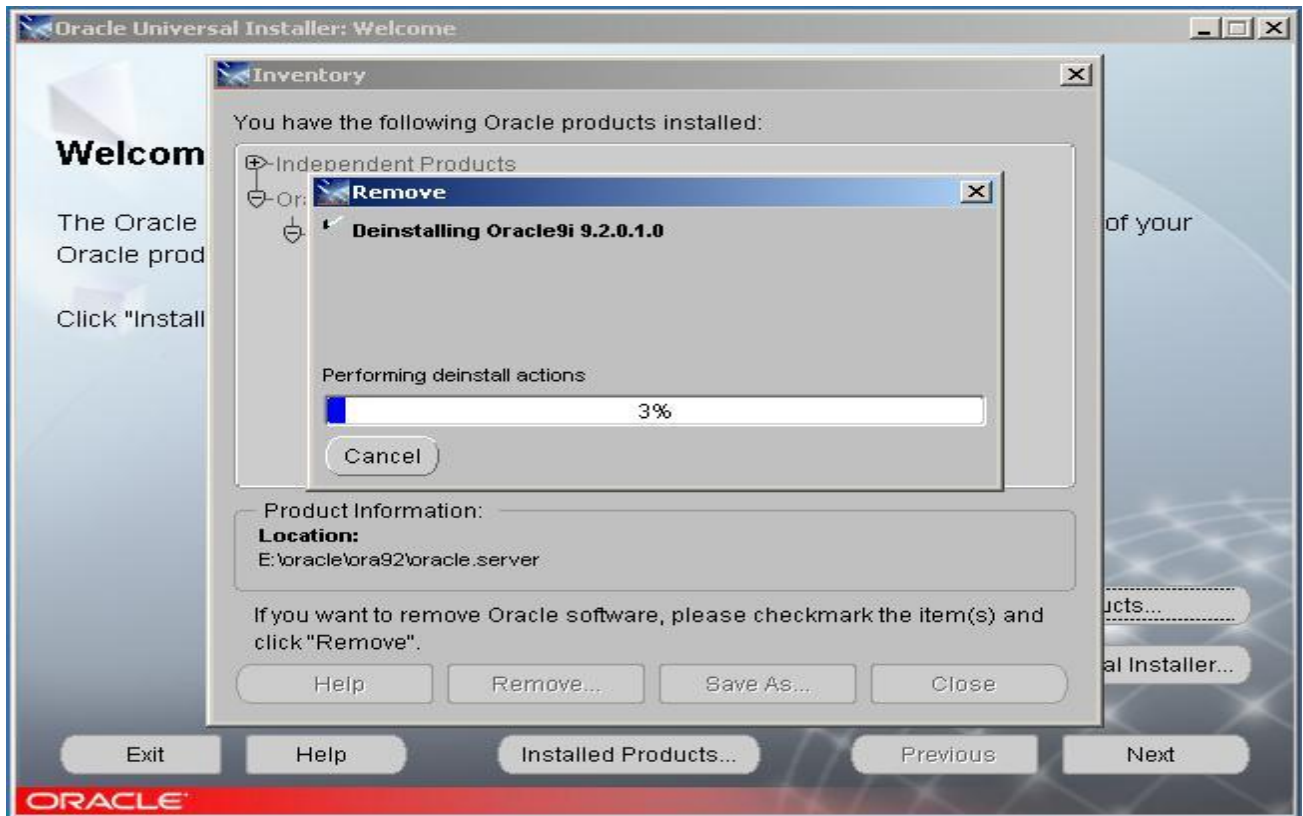 Oracle Universal Installer: Welcome
Inventory
You have the following Oracle products installed:
Welcom
Independent Products
Remove
The Oracle
Deinstalling Oracle9i 9.2.0.1.0
of your
Oracle prod
Click "Install
Performing deinstall actions
3%
Cancel
Product Information:
Location:
E:\oracle\ora92\oracle.server
If you want to remove Oracle software, please checkmark the item(s) and
click "Remove".
ucts...
al Installer...
Help Remove... Save As... Close
Exit Help Installed Products... Previous Next
ORACLE